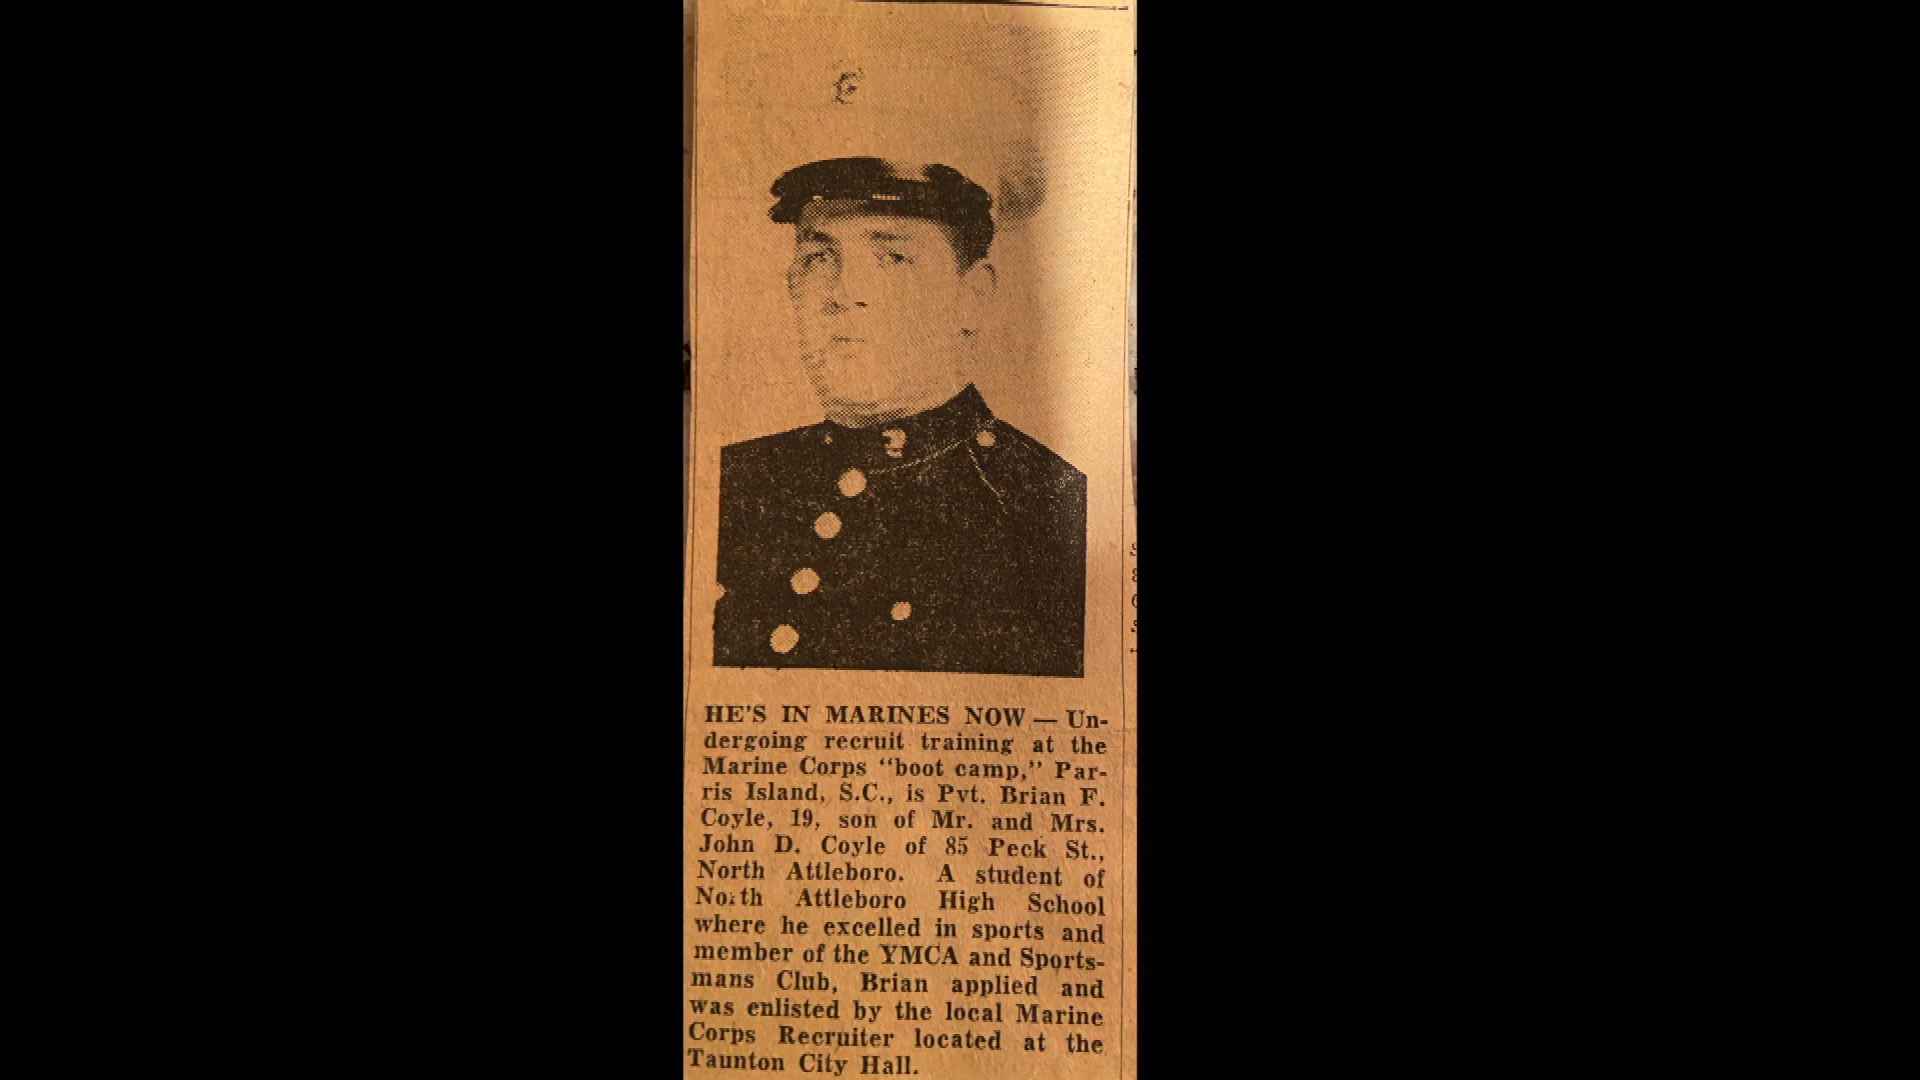 HE'S IN MARINES NOW — Un-
dergoing recruit training at the
Marine Corps "boot camp," Par-
ris Island, S.C., is Pvt. Brian F.
Coyle, 19, son of Mr. and Mrs.
John D. Coyle of 85 Peck St.,
North Attleboro. A student of
North Attleboro High School
where he excelled in sports and
member of the YMCA and Sports-
mans Club, Brian applied and
was enlisted by the local Marine
Corps Recruiter located at the
Taunton City Hall.